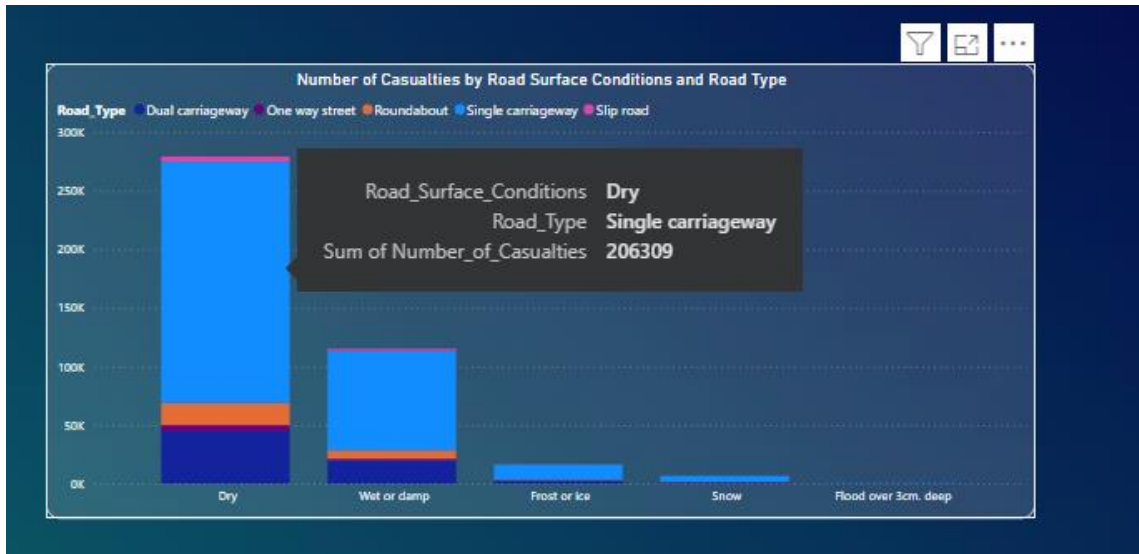 Number of Casualties by Road Surface Conditions and Road Type
Road_Type Dual carriageway One way street Roundabout Single carriageway Slip road
300K
250K
200K
150K
100K
50K
0K
Road_Surface_Conditions Dry
Road_Type Single carriageway
Sum of Number_of_Casualties 206309
Dry Wet or damp Frost or ice Snow Flood over 3cm. deep